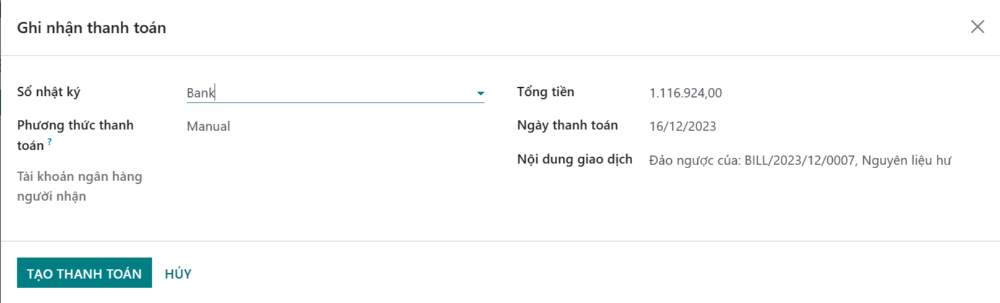 Ghi nhận thanh toán
Sổ nhật ký
Bank
Phương thức thanh
toán ?
Manual
Tài khoản ngân hàng
người nhận
Tổng tiền
1.116.924,00
Ngày thanh toán
16/12/2023
Nội dung giao dịch
Đảo ngược của: BILL/2023/12/0007, Nguyên liệu hư
TẠO THANH TOÁN
HỦY